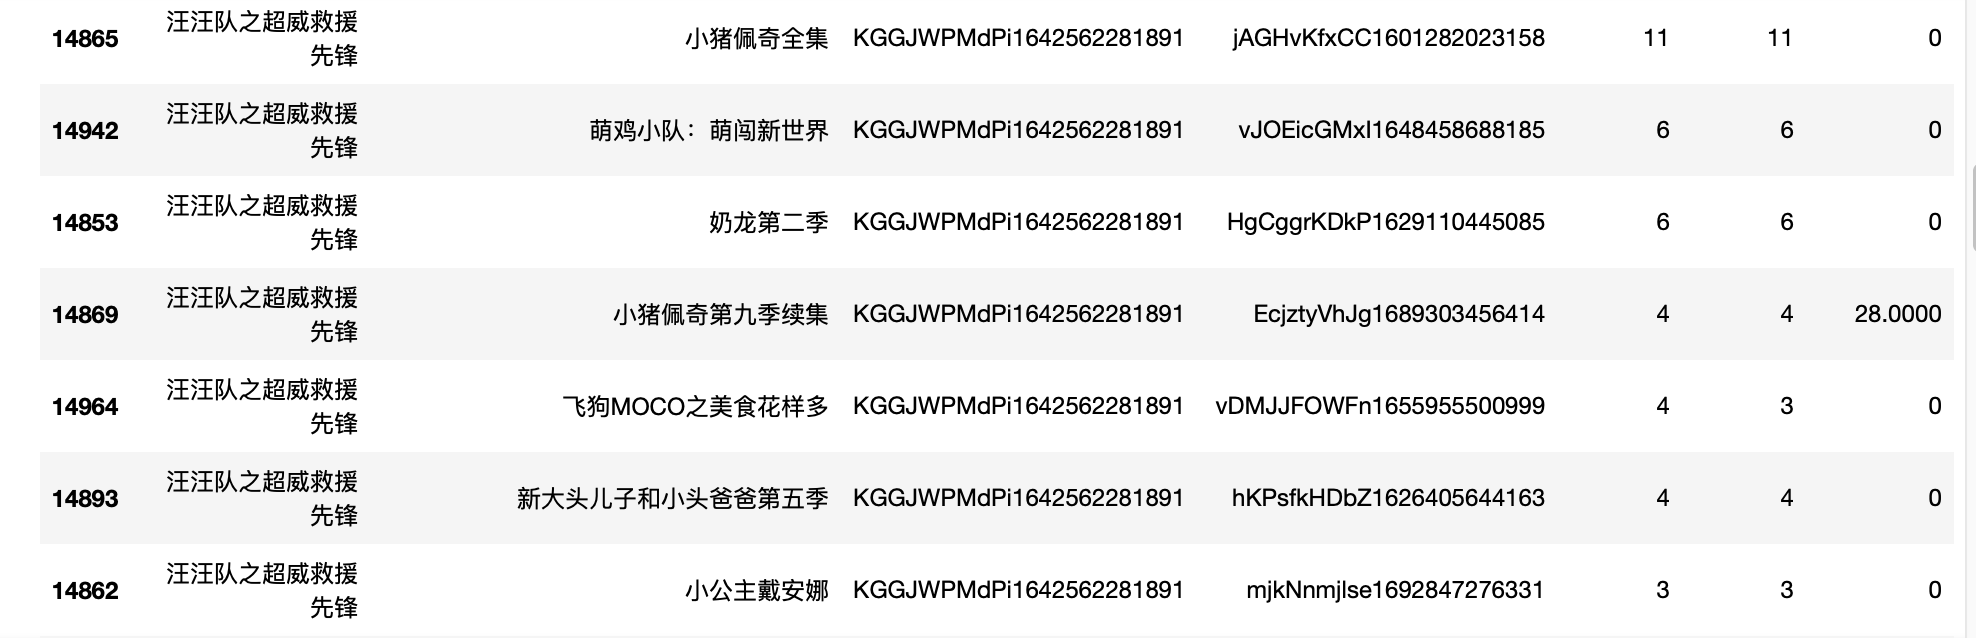 14865 汪汪队之超威救援先锋 小猪佩奇全集 KGGJWPMdPi1642562281891 jAGHvKfxCC1601282023158 11 11 0
14942 汪汪队之超威救援先锋 萌鸡小队：萌闯新世界 KGGJWPMdPi1642562281891 vJOEicGMxI1648458688185 6 6 0
14853 汪汪队之超威救援先锋 奶龙第二季 KGGJWPMdPi1642562281891 HgCggrKDkP1629110445085 6 6 0
14869 汪汪队之超威救援先锋 小猪佩奇第九季续集 KGGJWPMdPi1642562281891 EcjztyVhJg1689303456414 4 4 28.0000
14964 汪汪队之超威救援先锋 飞狗MOCO之美食花样多 KGGJWPMdPi1642562281891 vDMJJFOWFn1655955500999 4 3 0
14893 汪汪队之超威救援先锋 新大头儿子和小头爸爸第五季 KGGJWPMdPi1642562281891 hKPsfkHDbZ1626405644163 4 4 0
14862 汪汪队之超威救援先锋 小公主戴安娜 KGGJWPMdPi1642562281891 mjkNnmjlse1692847276331 3 3 0